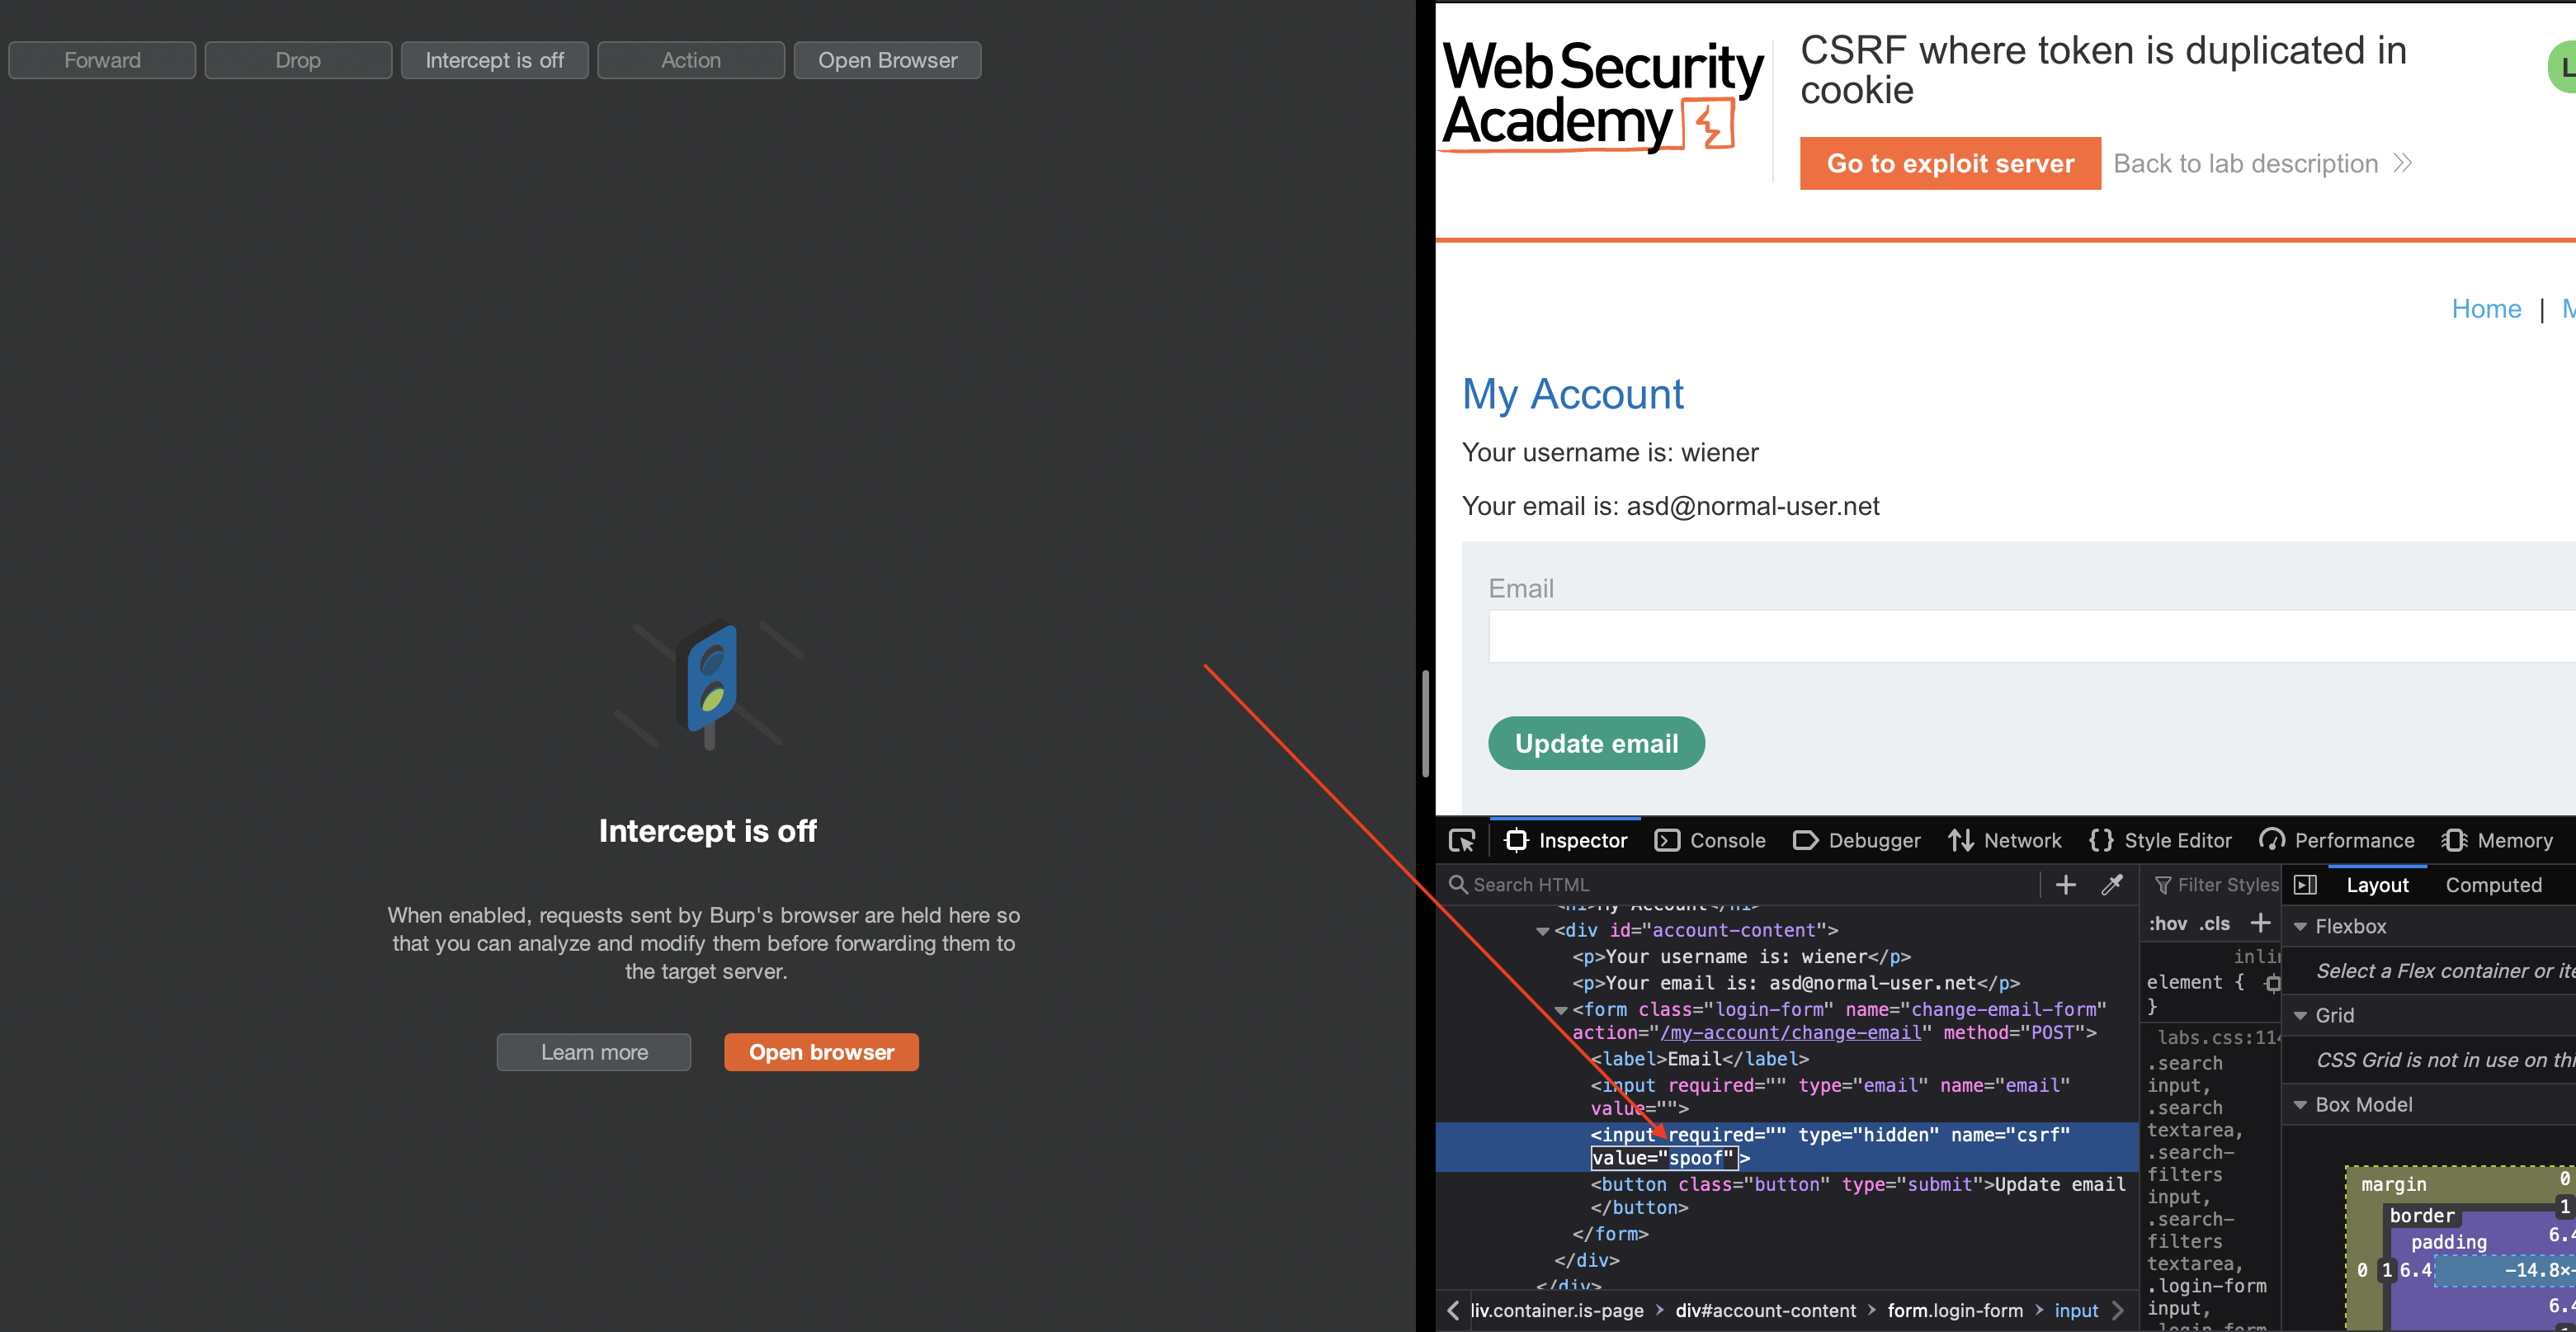 Forward
Drop
Intercept is off
Action
Open Browser
Intercept is off
When enabled, requests sent by Burp's browser are held here so
that you can analyze and modify them before forwarding them to
the target server.
Learn more
Open browser
Web Security
Academy
CSRF where token is duplicated in
cookie
L
Go to exploit server
Back to lab description
Home | M
My Account
Your username is: wiener
Your email is: asd@normal-user.net
Email
Update email
Inspector
Console
Debugger
Network
Style Editor
Performance
Memory
Search HTML
<h1>My Account</h1>
<div id="account-content">
<p>Your username is: wiener</p>
<p>Your email is: asd@normal-user.net</p>
<form class="login-form" name="change-email-form"
action="/my-account/change-email" method="POST">
<label>Email</label>
<input required="" type="email" name="email"
value="">
<input required="" type="hidden" name="csrf"
value="spoof">
<button class="button" type="submit">Update email
</button>
</form>
</div>
</div>
liv.container.is-page > div#account-content > form.login-form > input
Filter Styles
:hov .cls +
inlin
element {
}
labs.css:114
.search
input,
.search
textarea,
.search-
filters
input,
.search-
filters
textarea,
.login-form
input,
.login-form
Layout
Computed
Flexbox
Select a Flex container or ite
Grid
CSS Grid is not in use on thi
Box Model
margin
0
border
1
padding
6.4
0
1
6.4
-14.8×
6.4